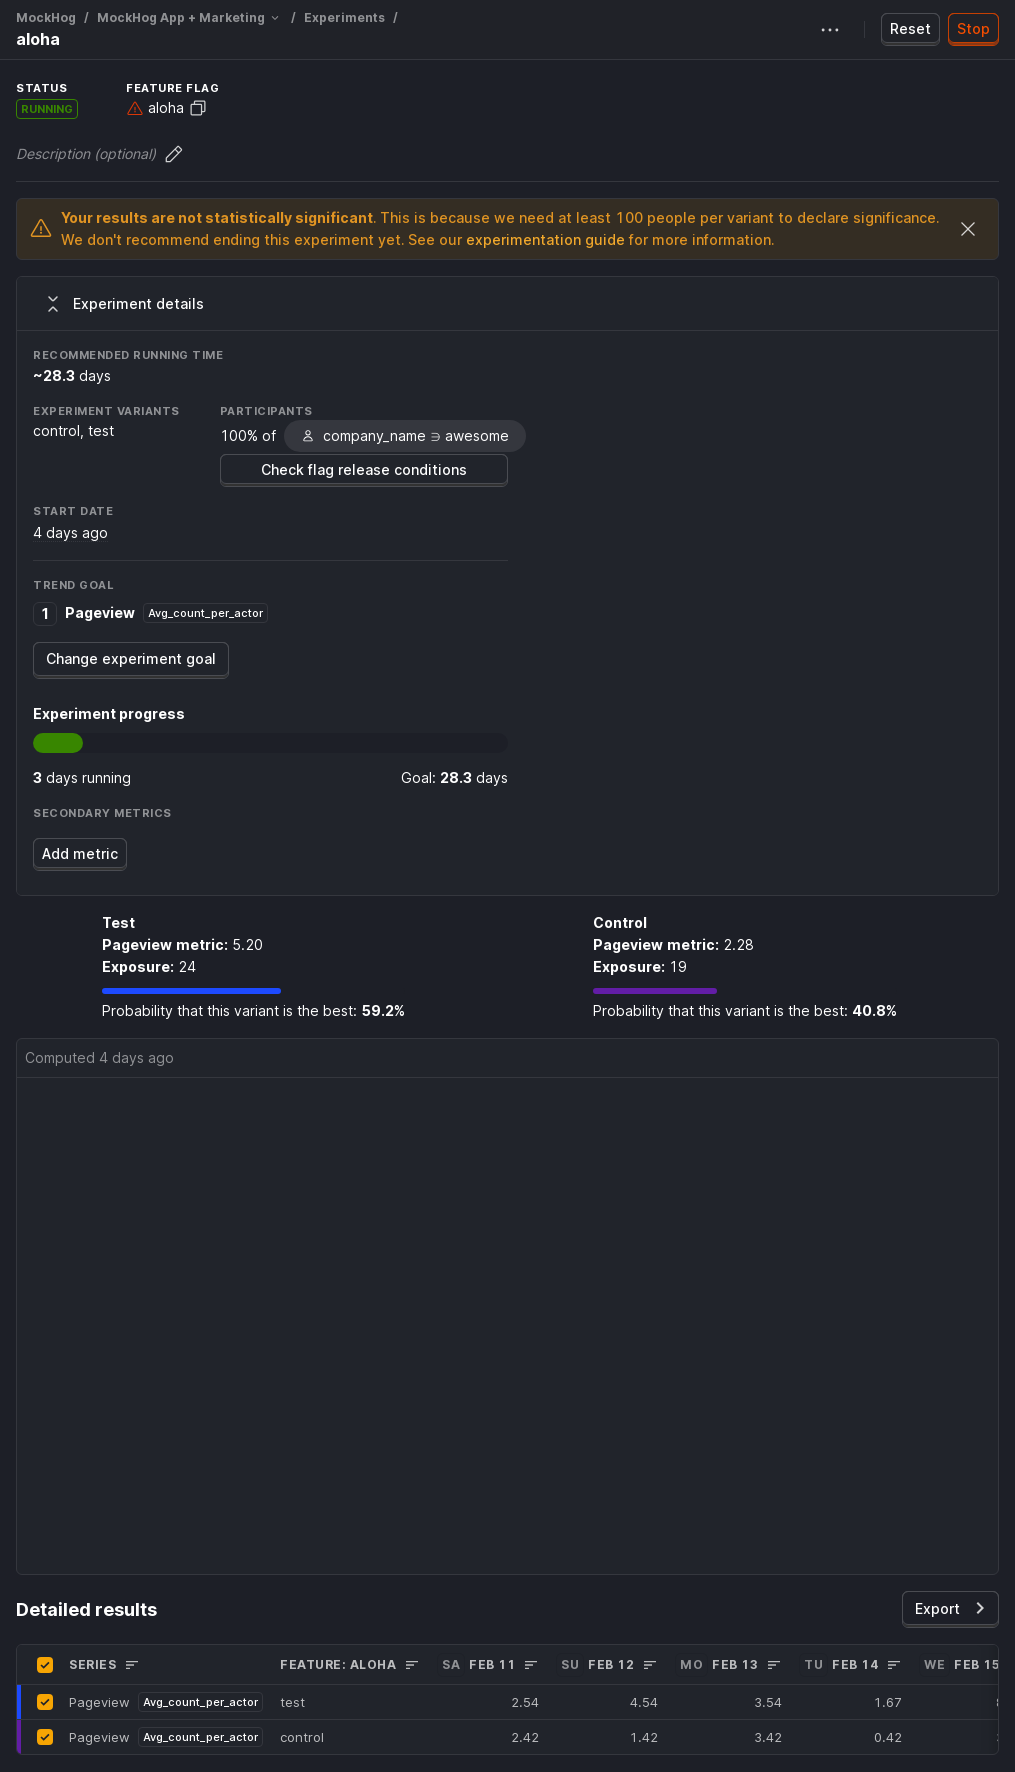 MockHog / MockHog App + Marketing / Experiments /
aloha
Reset
Stop
STATUS
FEATURE FLAG
RUNNING
aloha
Description (optional)
Your results are not statistically significant. This is because we need at least 100 people per variant to declare significance.
We don't recommend ending this experiment yet. See our experimentation guide for more information.
Experiment details
RECOMMENDED RUNNING TIME
~28.3 days
EXPERIMENT VARIANTS
PARTICIPANTS
control, test
100% of company_name ∋ awesome
Check flag release conditions
START DATE
4 days ago
TREND GOAL
1 Pageview Avg_count_per_actor
Change experiment goal
Experiment progress
3 days running
Goal: 28.3 days
SECONDARY METRICS
Add metric
Test
Pageview metric: 5.20
Exposure: 24
Probability that this variant is the best: 59.2%
Control
Pageview metric: 2.28
Exposure: 19
Probability that this variant is the best: 40.8%
Computed 4 days ago
Detailed results
Export
SERIES FEATURE: ALOHA SA FEB 11 SU FEB 12 MO FEB 13 TU FEB 14 WE FEB 15
Pageview Avg_count_per_actor test 2.54 4.54 3.54 1.67
Pageview Avg_count_per_actor control 2.42 1.42 3.42 0.42